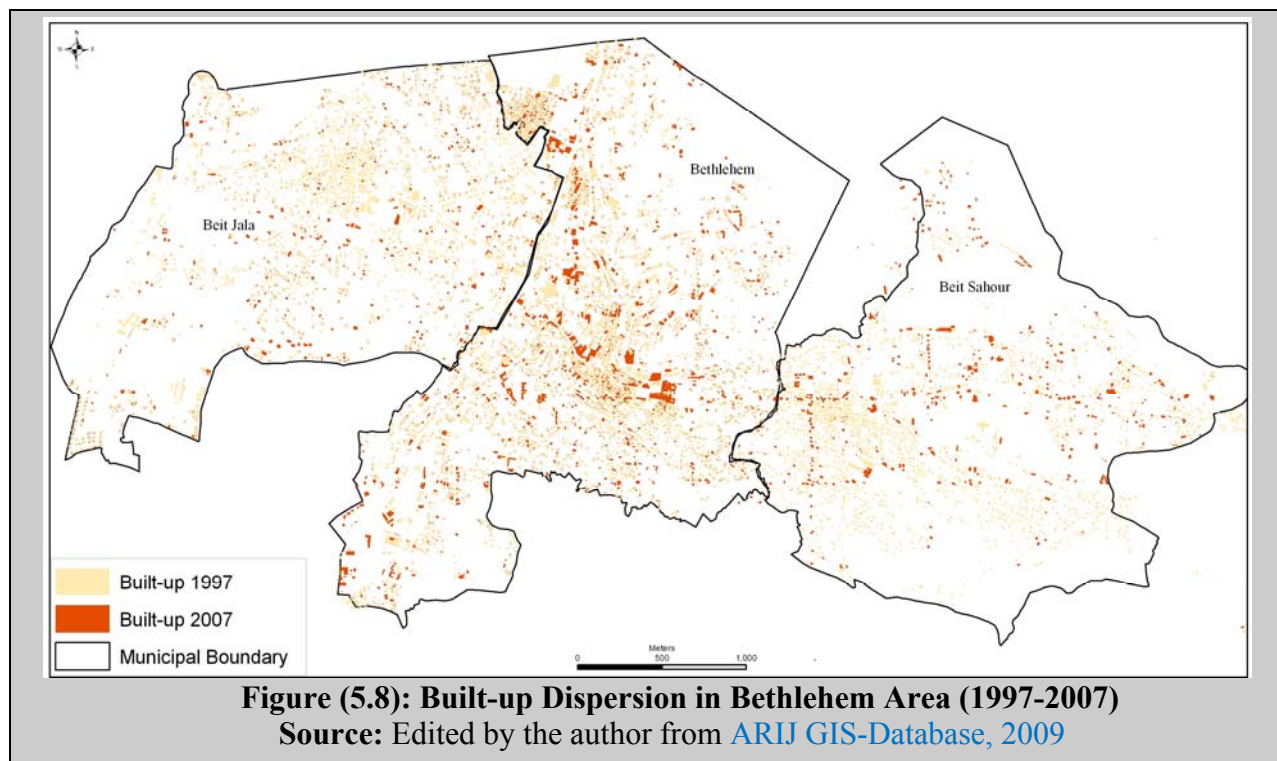 N
W E
S
Bethlehem
Beit Jala
Beit Sahour
Built-up 1997
Built-up 2007
Municipal Boundary
Meters
0 500 1,000
Figure (5.8): Built-up Dispersion in Bethlehem Area (1997-2007)
Source: Edited by the author from ARIJ GIS-Database, 2009